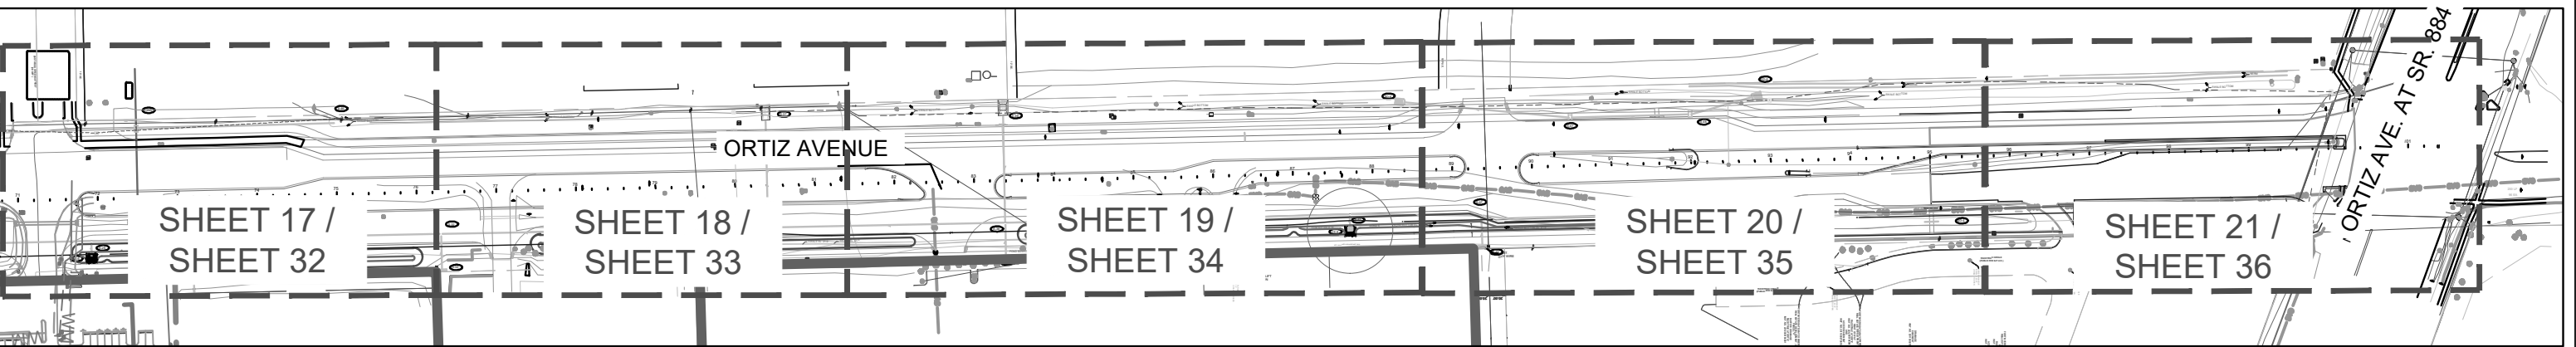 ORTIZ AVE. AT SR. 884
ORTIZ AVENUE
SHEET 17 /
SHEET 32
SHEET 18 /
SHEET 33
SHEET 19 /
SHEET 34
SHEET 20 /
SHEET 35
SHEET 21 /
SHEET 36